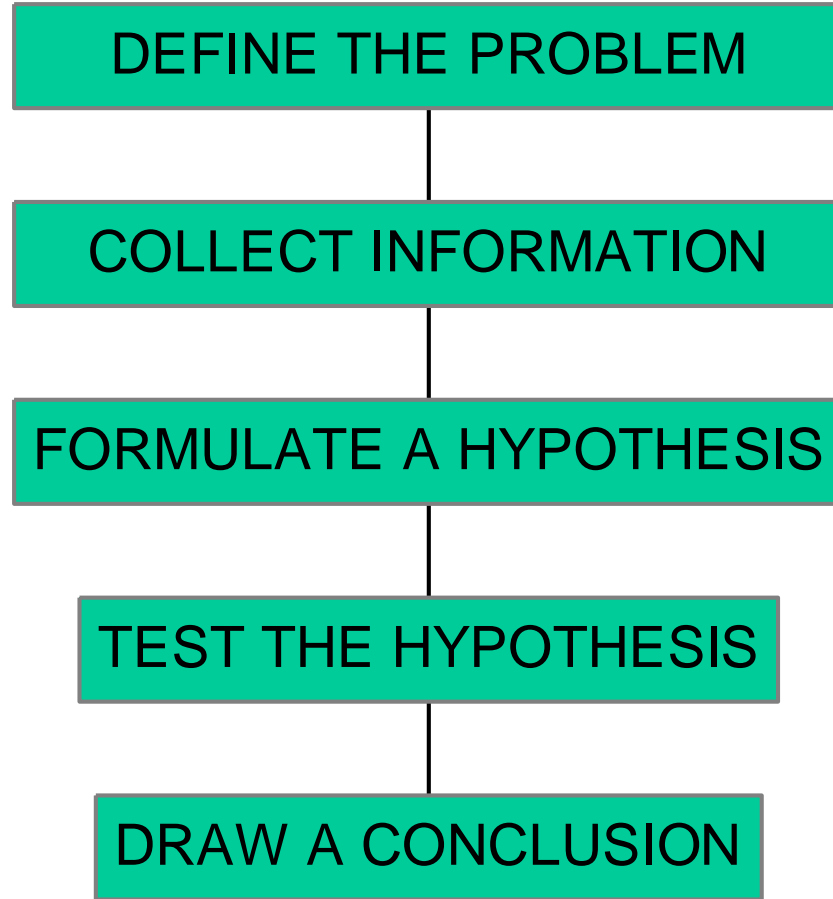 DEFINE THE PROBLEM
COLLECT INFORMATION
FORMULATE A HYPOTHESIS
TEST THE HYPOTHESIS
DRAW A CONCLUSION